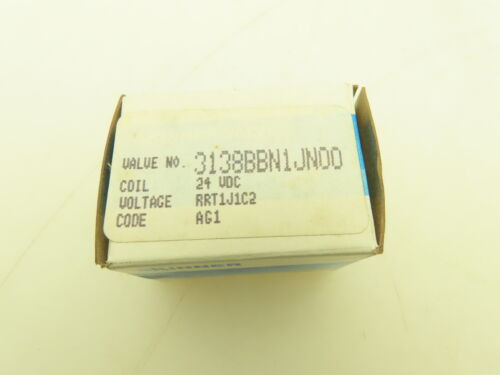 VALVE NO. 3138BBN1JN00
COIL 24 VDC
VOLTAGE RRT1J1C2
CODE AG1